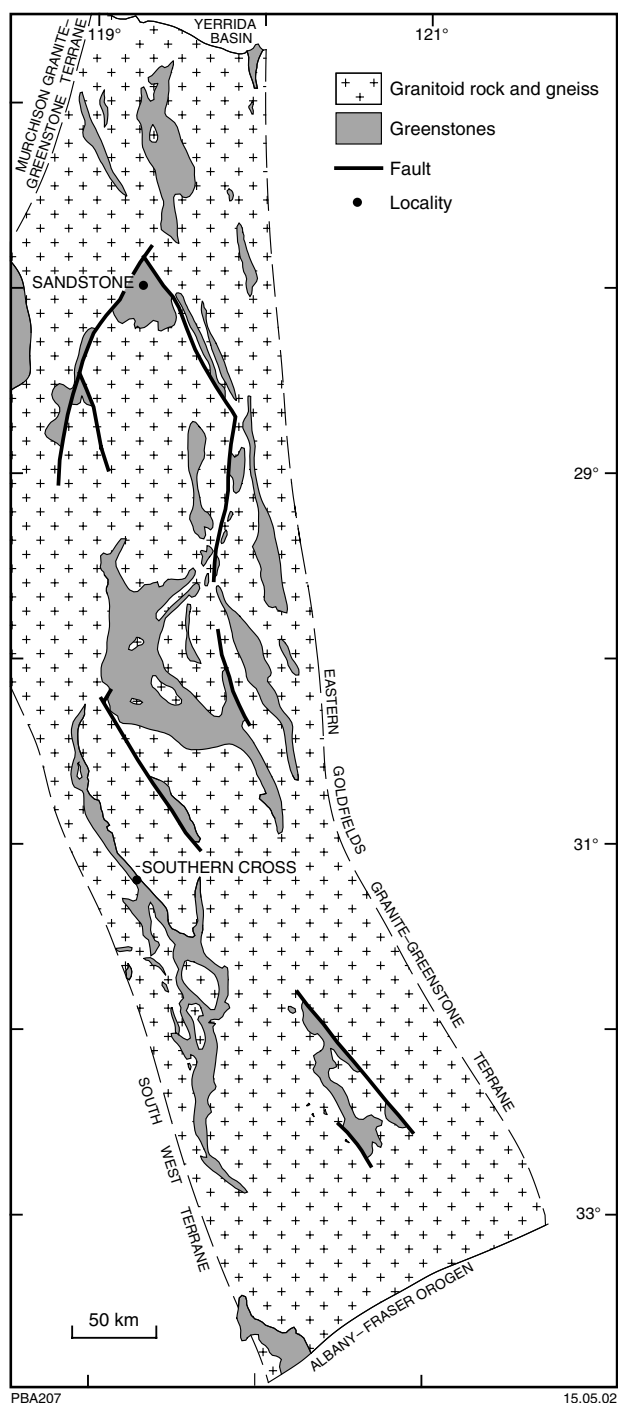 119°
YERRIDA
BASIN
121°
MURCHISON GRANITE–
GREENSTONE TERRANE
Granitoid rock and gneiss
Greenstones
Fault
Locality
SANDSTONE
29°
EASTERN
GOLDFIELDS
31°
SOUTHERN CROSS
GRANITE–GREENSTONE
TERRANE
SOUTH
WEST
TERRANE
33°
50 km
ALBANY–FRASER OROGEN
PBA207
15.05.02